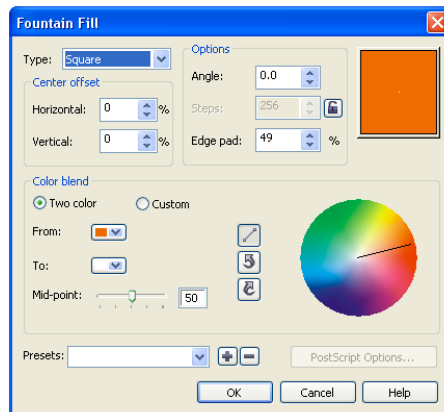 Fountain Fill
Type: Square
Center offset
Horizontal: 0 %
Vertical: 0 %
Options
Angle: 0.0
Steps: 256
Edge pad: 49 %
Color blend
Two color Custom
From:
To:
Mid-point: 50
Presets:
PostScript Options...
OK Cancel Help